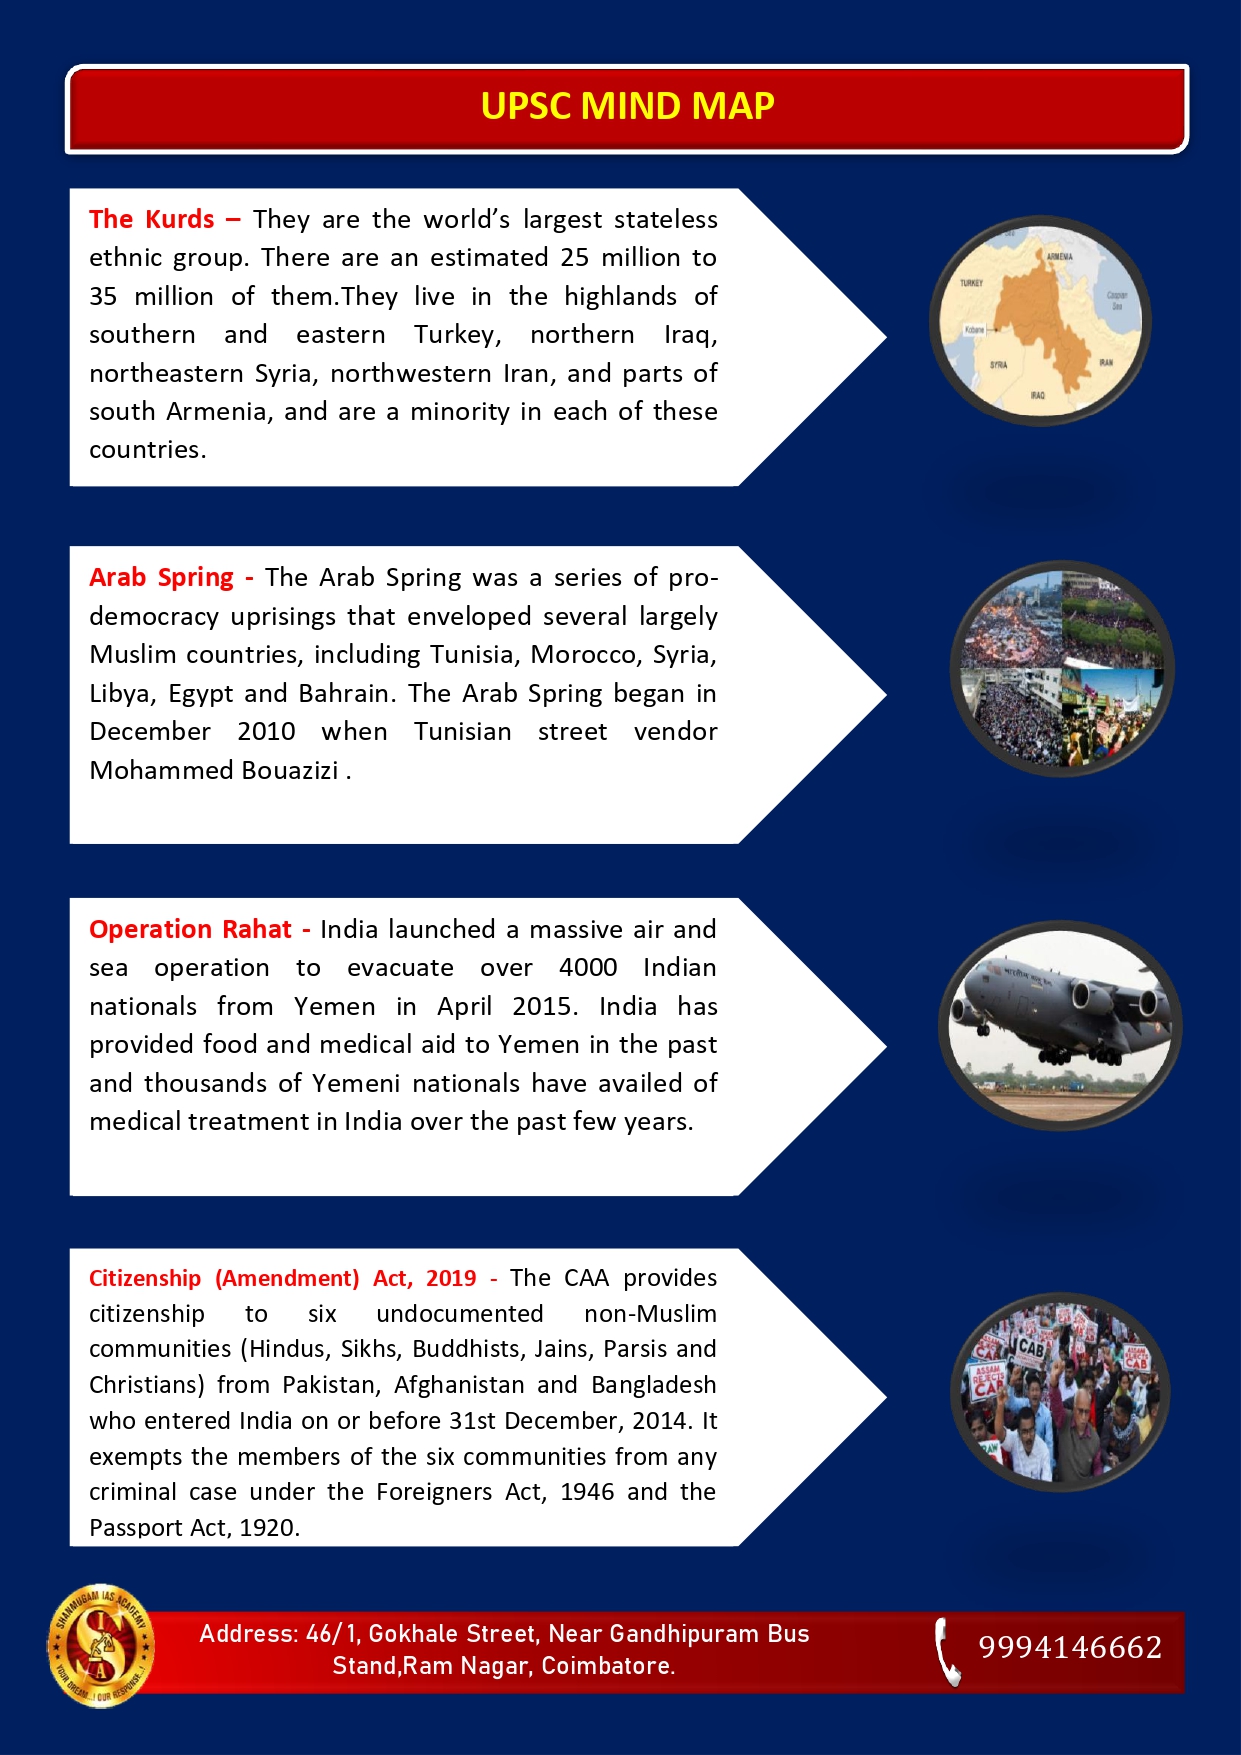 UPSC MIND MAP
The Kurds – They are the world’s largest stateless
ethnic group. There are an estimated 25 million to
35 million of them.They live in the highlands of
southern and eastern Turkey, northern Iraq,
northeastern Syria, northwestern Iran, and parts of
south Armenia, and are a minority in each of these
countries.
ARMENIA
TURKEY
Caspian
Sea
Kobane
SYRIA
IRAN
IRAQ
Arab Spring - The Arab Spring was a series of pro-
democracy uprisings that enveloped several largely
Muslim countries, including Tunisia, Morocco, Syria,
Libya, Egypt and Bahrain. The Arab Spring began in
December 2010 when Tunisian street vendor
Mohammed Bouazizi .
Operation Rahat - India launched a massive air and
sea operation to evacuate over 4000 Indian
nationals from Yemen in April 2015. India has
provided food and medical aid to Yemen in the past
and thousands of Yemeni nationals have availed of
medical treatment in India over the past few years.
Citizenship (Amendment) Act, 2019 - The CAA provides
citizenship to six undocumented non-Muslim
communities (Hindus, Sikhs, Buddhists, Jains, Parsis and
Christians) from Pakistan, Afghanistan and Bangladesh
who entered India on or before 31st December, 2014. It
exempts the members of the six communities from any
criminal case under the Foreigners Act, 1946 and the
Passport Act, 1920.
CAB
ASSAM
REJECTS
CAB
ASSAM
REJECTS
CAB
SHANMUGAM IAS ACADEMY
S I A
YOUR DREAM...! OUR RESPONSE...!
Address: 46/1, Gokhale Street, Near Gandhipuram Bus
Stand,Ram Nagar, Coimbatore.
9994146662